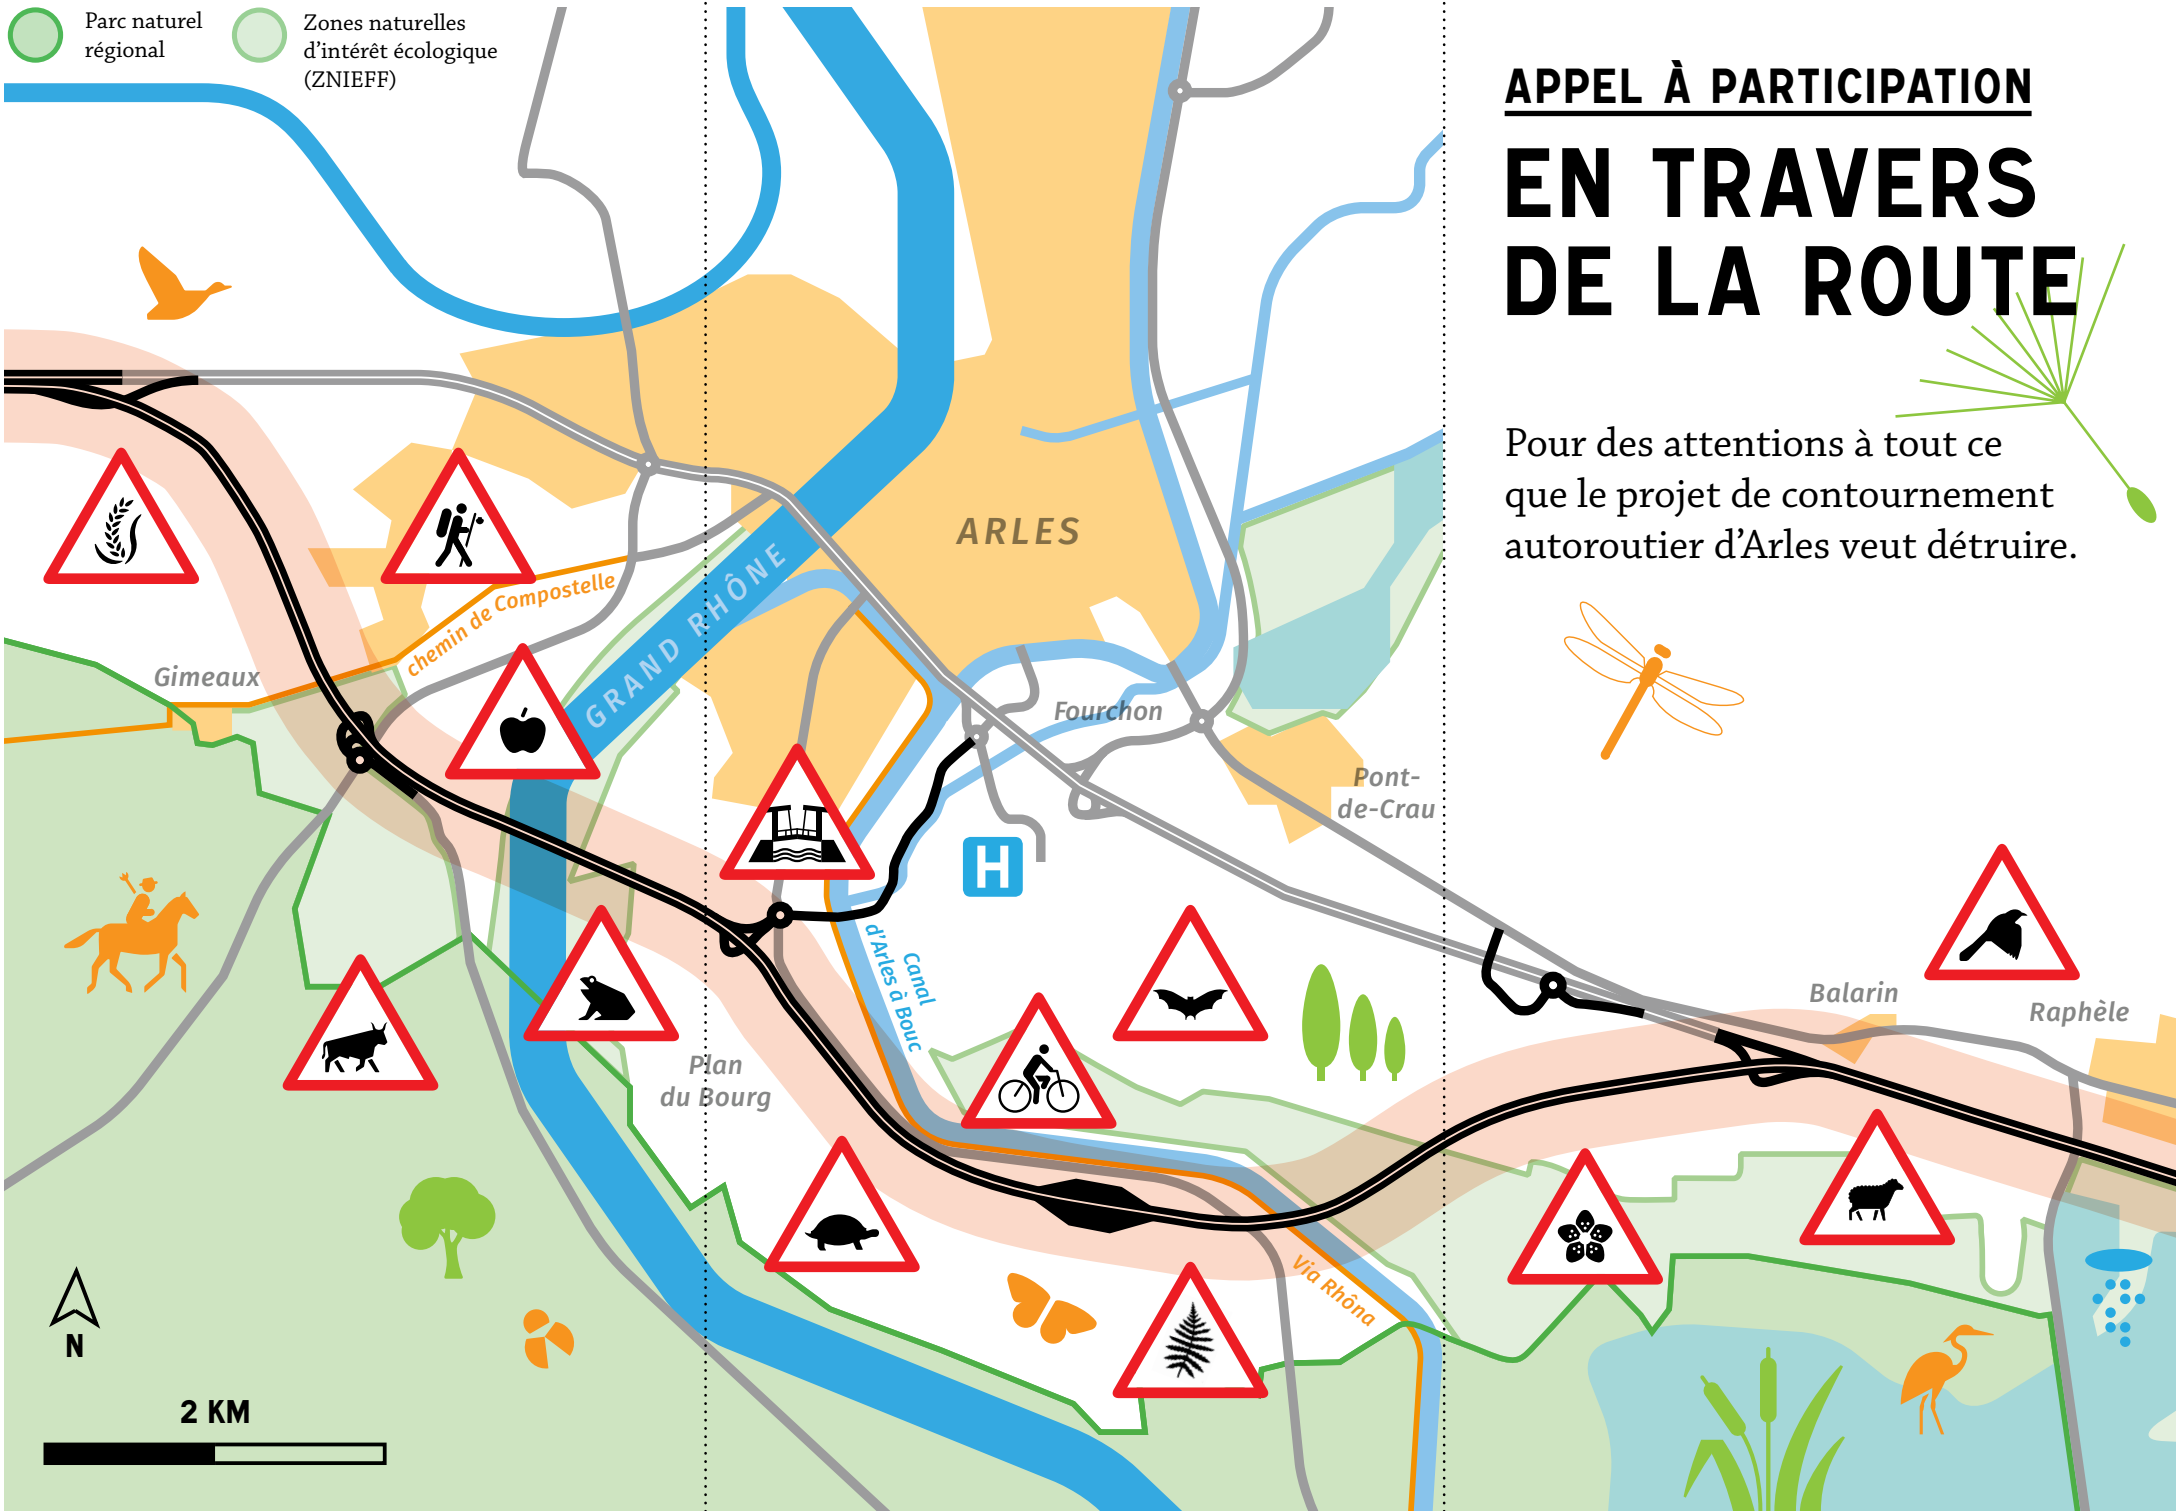 Parc naturel
régional
Zones naturelles
d'intérêt écologique
(ZNIEFF)
APPEL À PARTICIPATION
EN TRAVERS
DE LA ROUTE
Pour des attentions à tout ce
que le projet de contournement
autoroutier d'Arles veut détruire.
ARLES
GRAND RHÔNE
chemin de Compostelle
Gimeaux
Fourchon
Pont-
de-Crau
H
Canal
d'Arles à Bouc
Balarin
Raphèle
Plan
du Bourg
Via Rhôna
N
2 KM